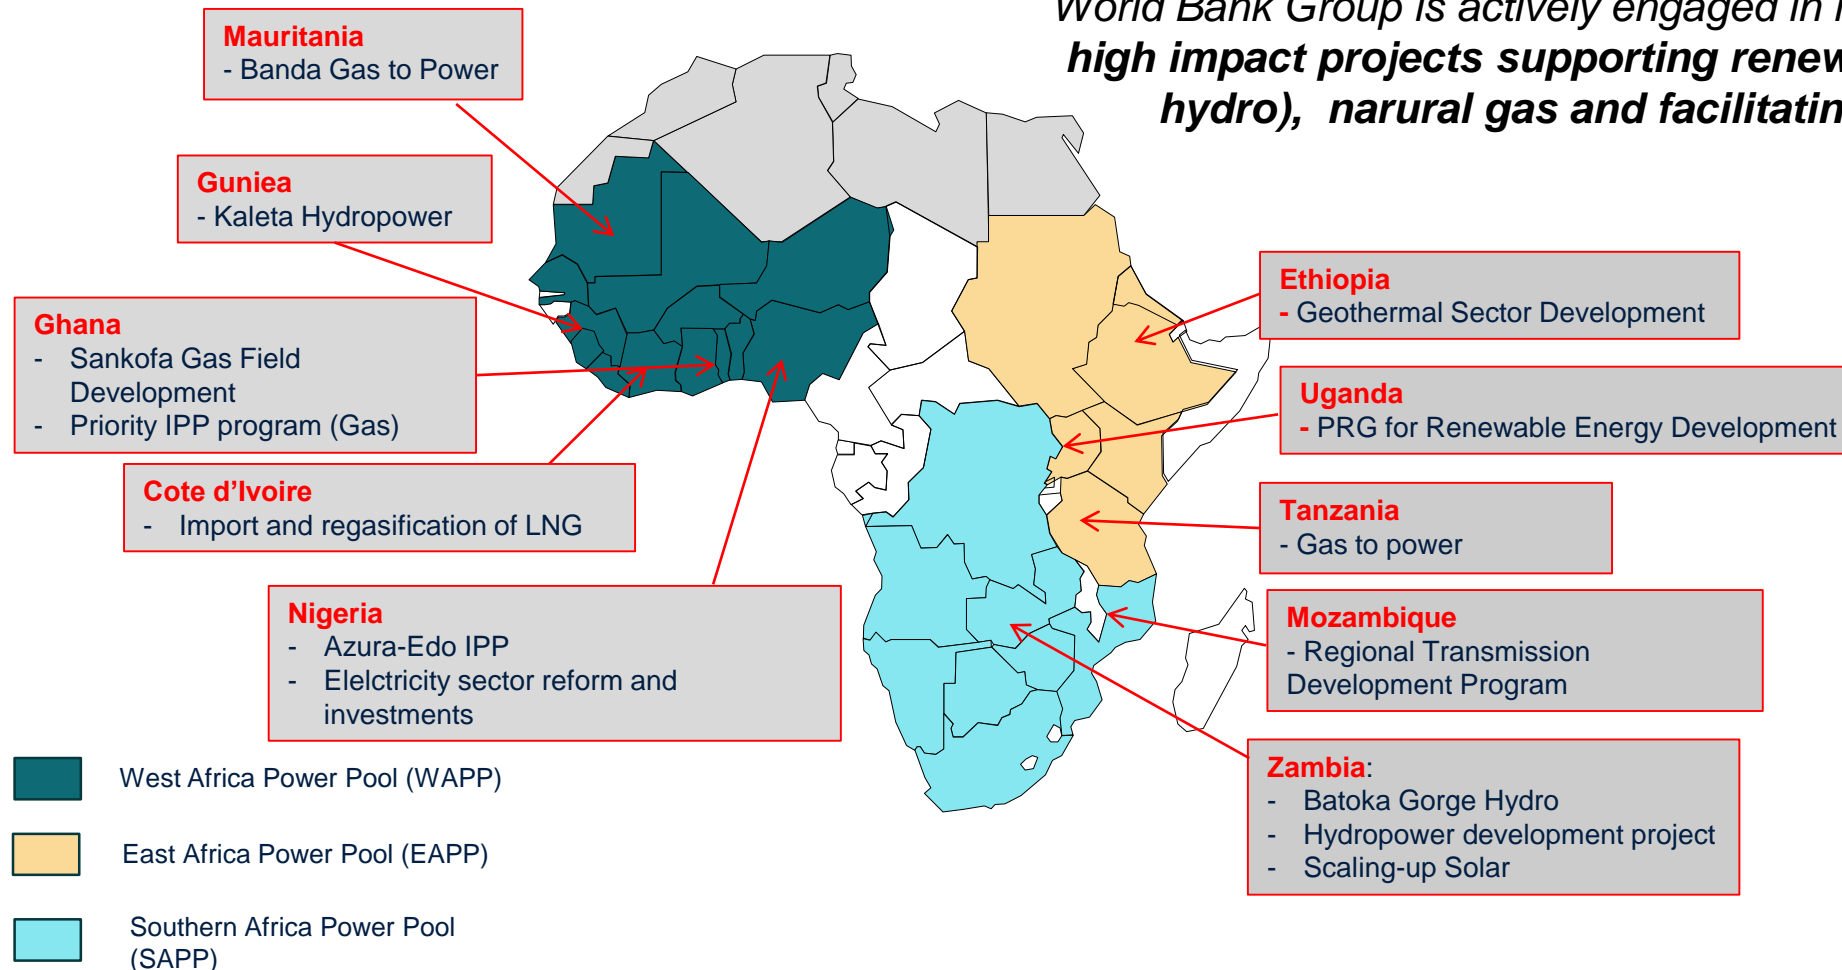 World Bank Group is actively engaged in
high impact projects supporting renew
hydro), narural gas and facilitatin
Mauritania
- Banda Gas to Power
Guniea
- Kaleta Hydropower
Ghana
- Sankofa Gas Field
Development
- Priority IPP program (Gas)
Cote d’Ivoire
- Import and regasification of LNG
Nigeria
- Azura-Edo IPP
- Elelctricity sector reform and
investments
Ethiopia
- Geothermal Sector Development
Uganda
- PRG for Renewable Energy Development
Tanzania
- Gas to power
Mozambique
- Regional Transmission
Development Program
Zambia:
- Batoka Gorge Hydro
- Hydropower development project
- Scaling-up Solar
West Africa Power Pool (WAPP)
East Africa Power Pool (EAPP)
Southern Africa Power Pool
(SAPP)